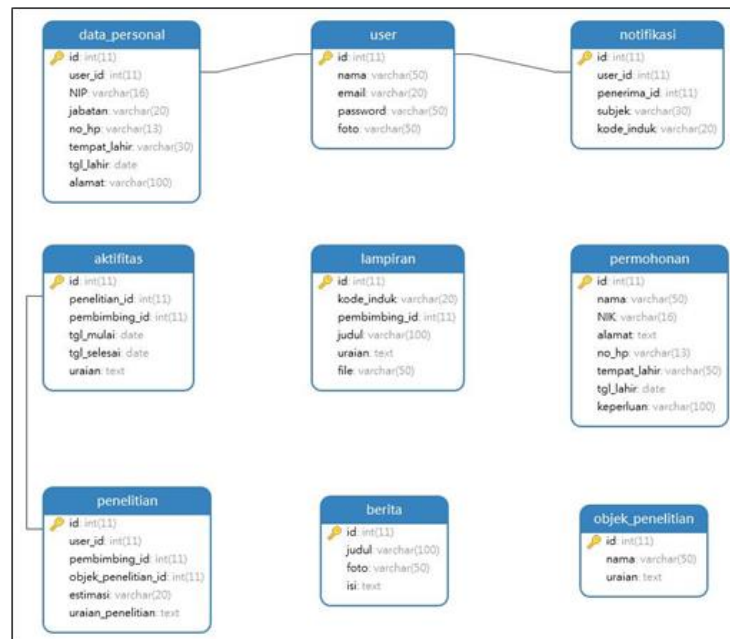 data_personal
id: int(11)
user_id: int(11)
NIP: varchar(16)
jabatan: varchar(20)
no_hp: varchar(13)
tempat_lahir: varchar(30)
tgl_lahir: date
alamat: varchar(100)
user
id: int(11)
nama: varchar(50)
email: varchar(20)
password: varchar(50)
foto: varchar(50)
notifikasi
id: int(11)
user_id: int(11)
penerima_id: int(11)
subjek: varchar(30)
kode_induk: varchar(20)
aktifitas
id: int(11)
penelitian_id: int(11)
pembimbing_id: int(11)
tgl_mulai: date
tgl_selesai: date
uraian: text
lampiran
id: int(11)
kode_induk: varchar(20)
pembimbing_id: int(11)
judul: varchar(100)
uraian: text
file: varchar(50)
permohonan
id: int(11)
nama: varchar(50)
NIK: varchar(16)
alamat: text
no_hp: varchar(13)
tempat_lahir: varchar(50)
tgl_lahir: date
keperluan: varchar(100)
penelitian
id: int(11)
user_id: int(11)
pembimbing_id: int(11)
objek_penelitian_id: int(11)
estimasi: varchar(20)
uraian_penelitian: text
berita
id: int(11)
judul: varchar(100)
foto: varchar(50)
isi: text
objek_penelitian
id: int(11)
nama: varchar(50)
uraian: text